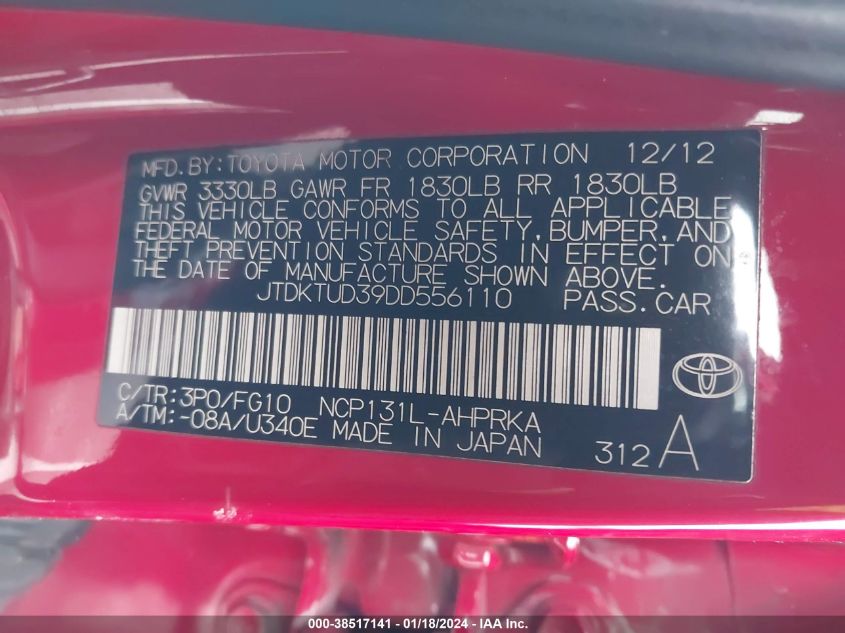 MFD.BY:TOYOTA MOTOR CORPORATION 12/12
GVWR 3330LB GAWR FR 1830LB RR 1830LB
THIS VEHICLE CONFORMS TO ALL APPLICABLE
FEDERAL MOTOR VEHICLE SAFETY,BUMPER,AND
THEFT PREVENTION STANDARDS IN EFFECT ON
THE DATE OF MANUFACTURE SHOWN ABOVE.
JTDKTUD39DD556110 PASS.CAR
C/TR:3P0/FG10 NCP131L-AHPRKA
A/TM:-08A/U340E MADE IN JAPAN
312A
000-38517141 - 01/18/2024 - IAA Inc.